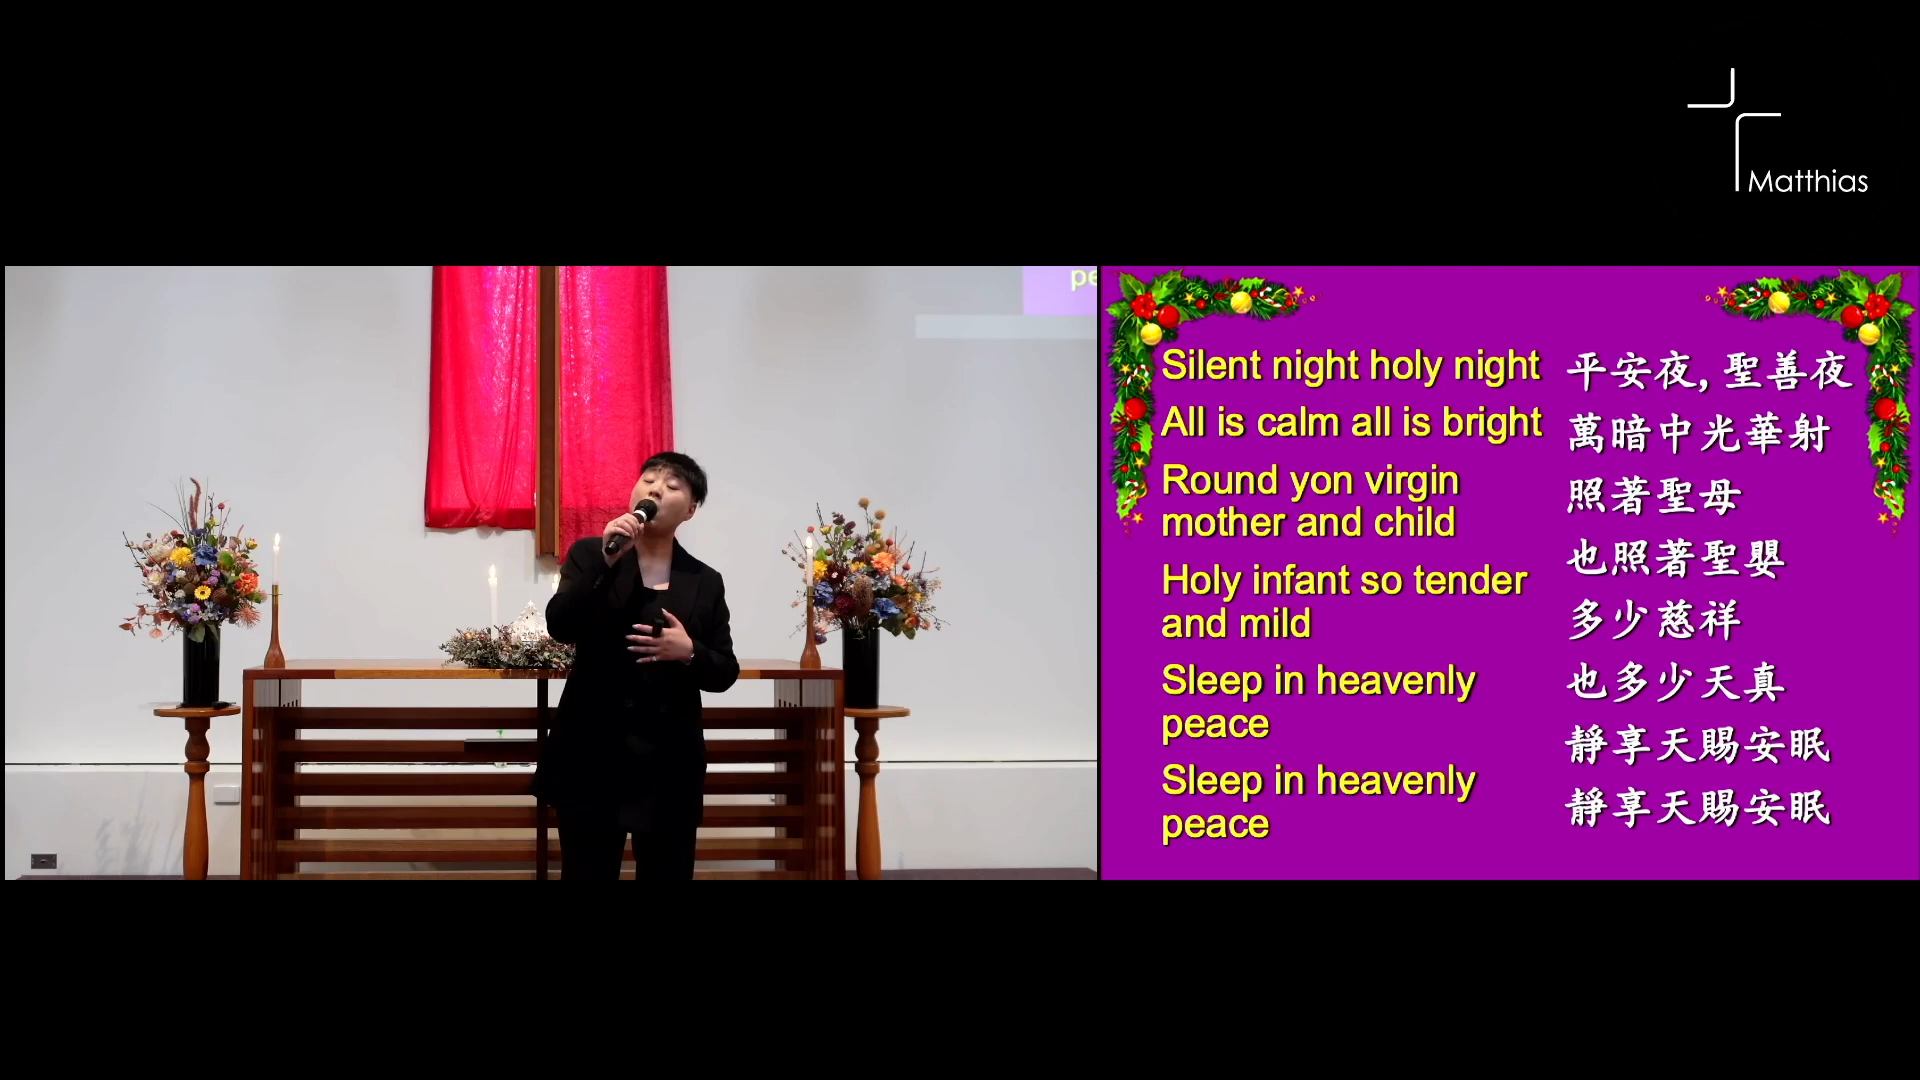 Matthias
pe
Silent night holy night
All is calm all is bright
Round yon virgin
mother and child
Holy infant so tender
and mild
Sleep in heavenly
peace
Sleep in heavenly
peace
平安夜,聖善夜
萬暗中光華射
照著聖母
也照著聖嬰
多少慈祥
也多少天真
靜享天賜安眠
靜享天賜安眠